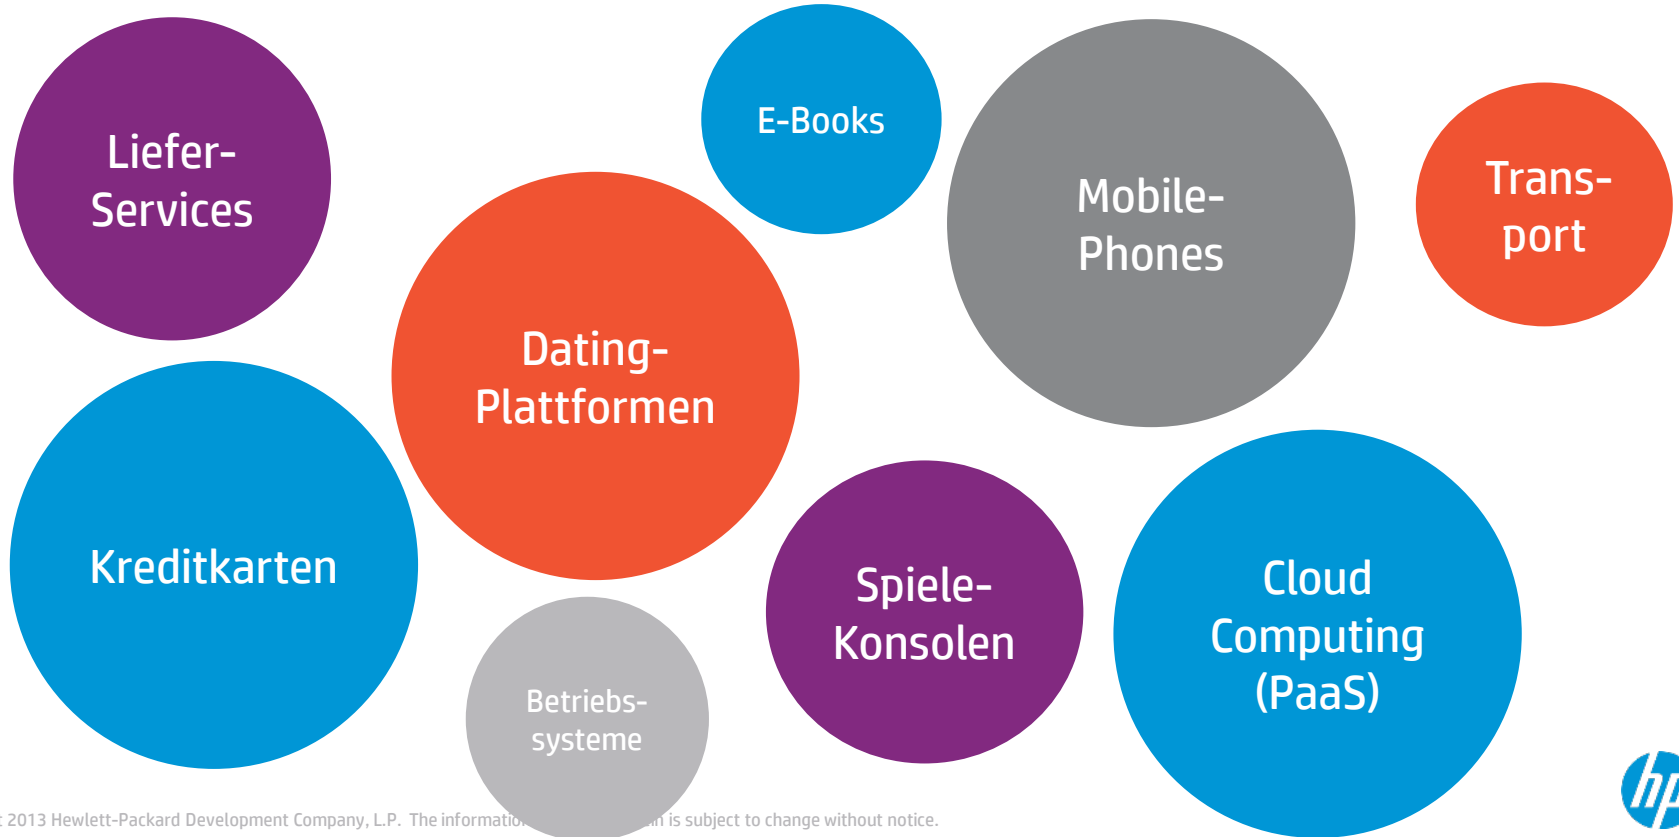 Liefer-
Services
E-Books
Mobile-
Phones
Trans-
port
Dating-
Plattformen
Kreditkarten
Spiele-
Konsolen
Cloud
Computing
(PaaS)
Betriebs-
systeme
2013 Hewlett-Packard Development Company, L.P. The information is subject to change without notice.
hp